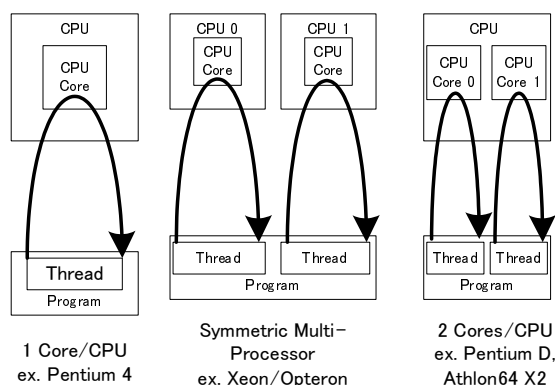 CPU
CPU
Core
Thread
Program
1 Core/CPU
ex. Pentium 4
CPU 0
CPU
Core
CPU 1
CPU
Core
Thread
Thread
Program
Symmetric Multi-
Processor
ex. Xeon/Opteron
CPU
CPU
Core 0
CPU
Core 1
Thread
Thread
Program
2 Cores/CPU
ex. Pentium D,
Athlon64 X2